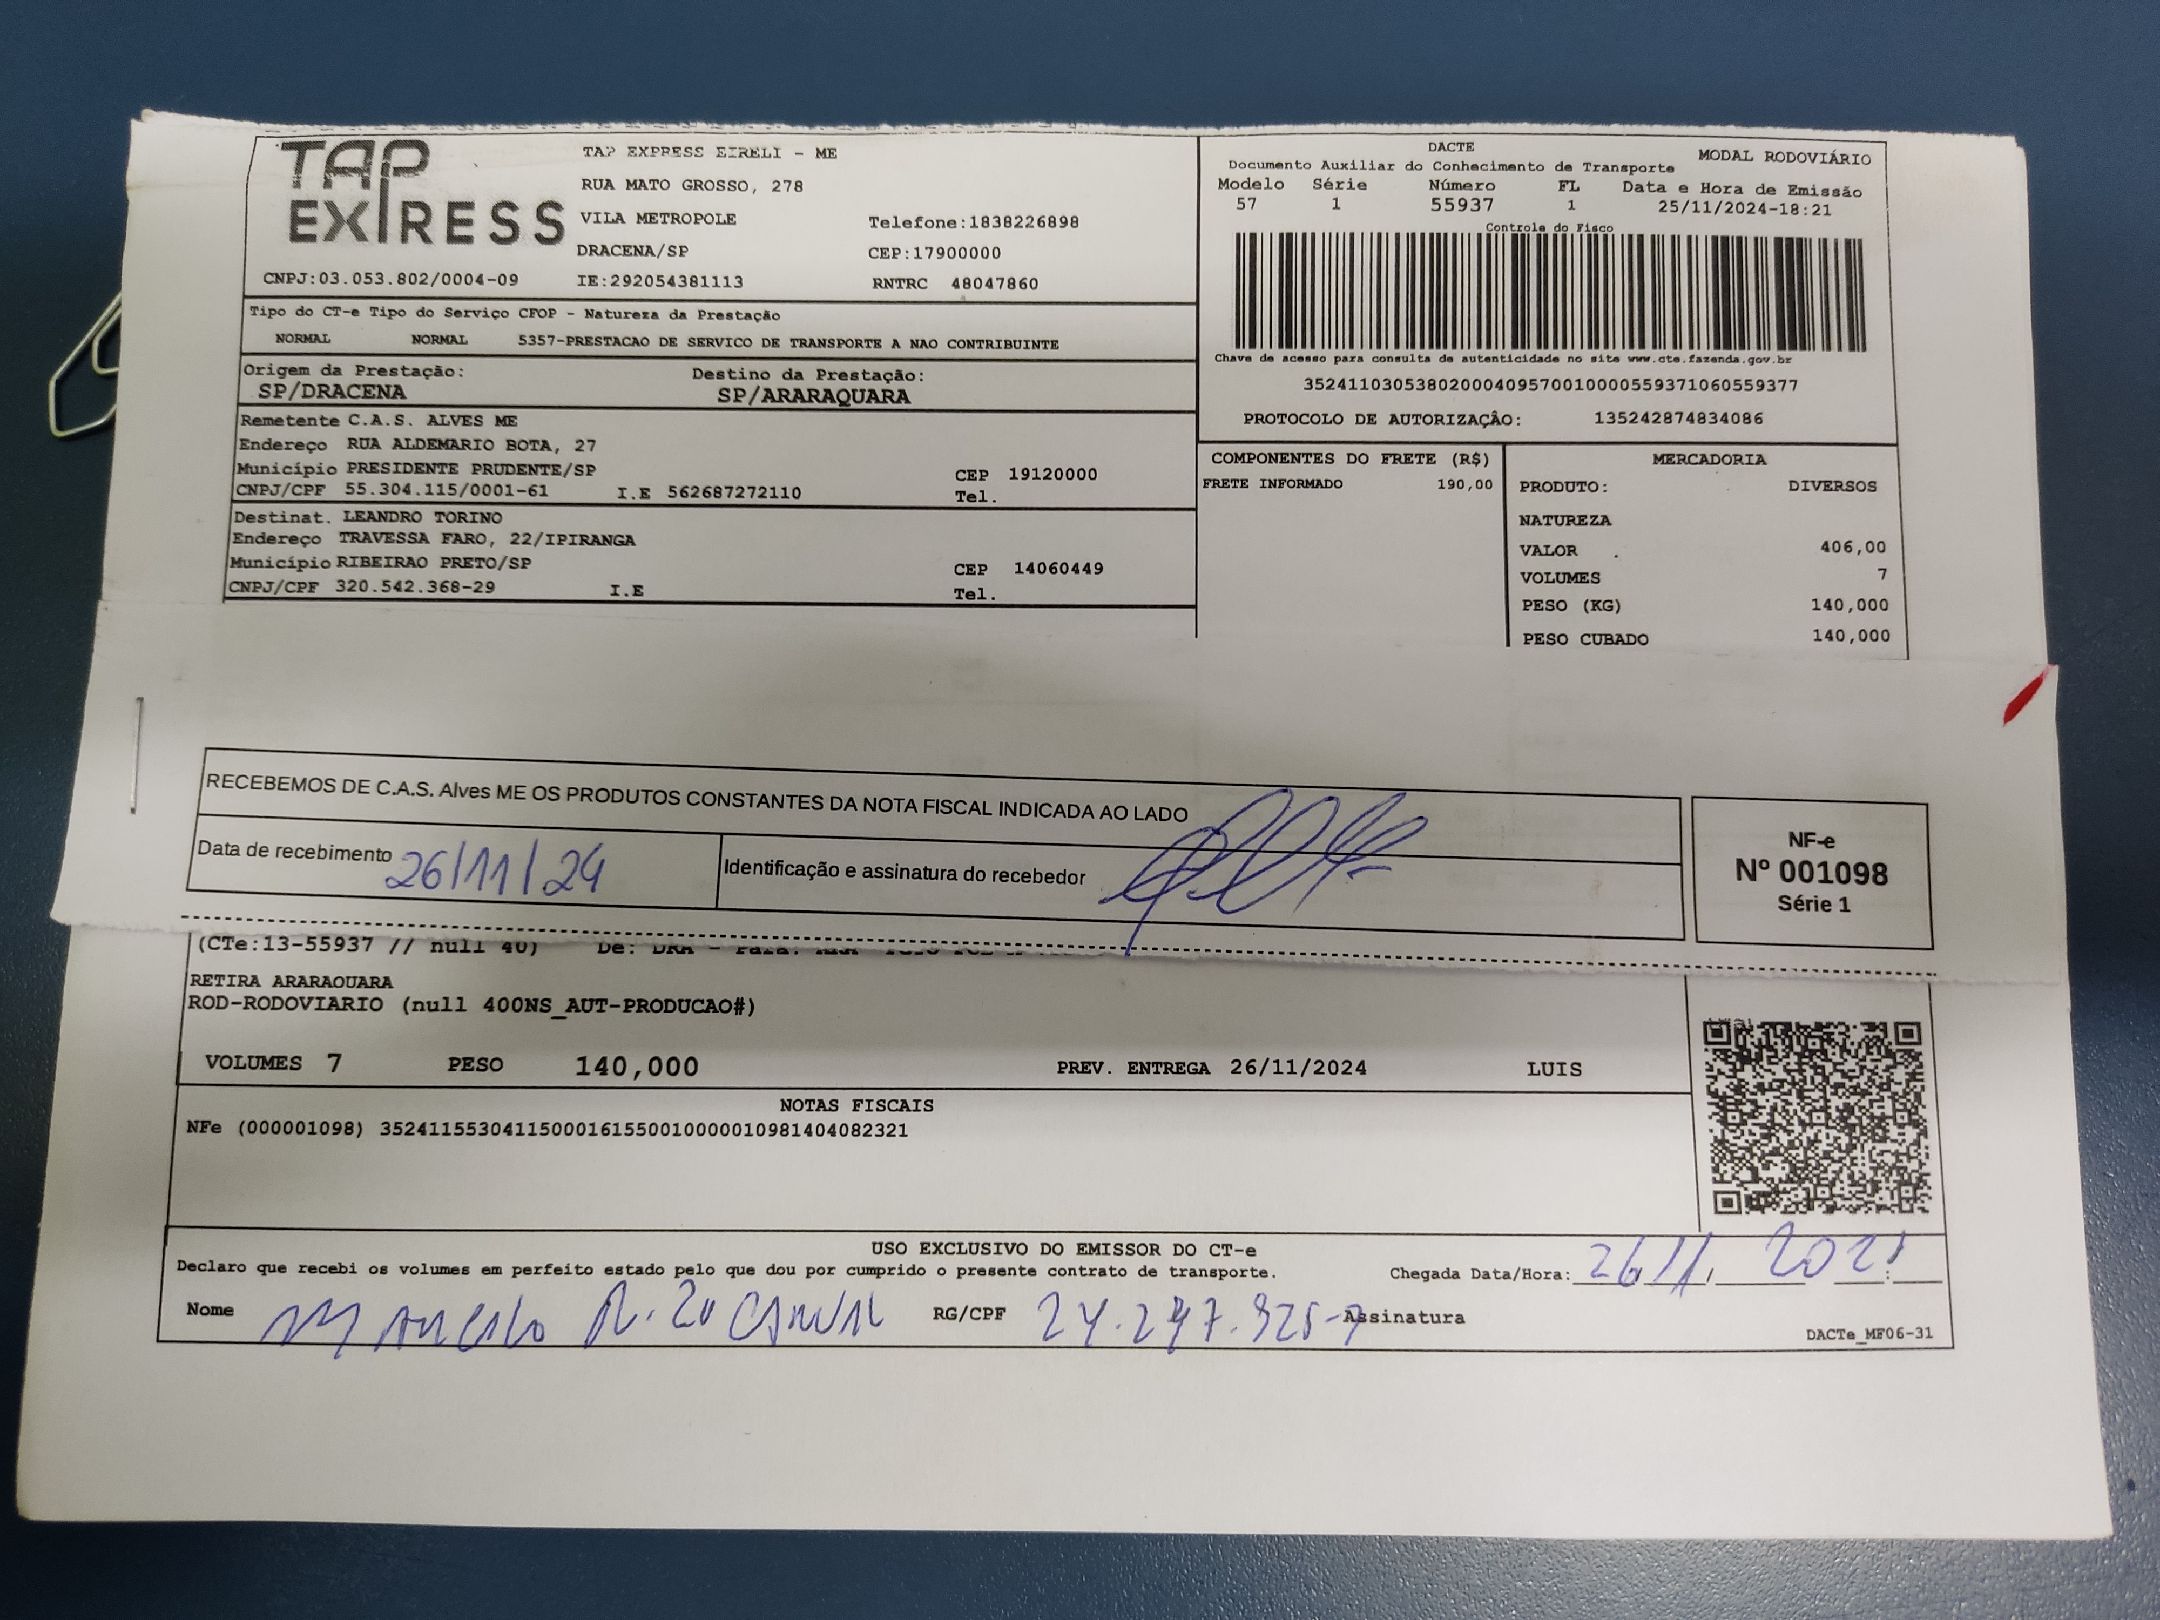 TAP EXPRESS
TAP EXPRESS EIRELI - ME
RUA MATO GROSSO, 278
VILA METROPOLE Telefone:1838226898
DRACENA/SP CEP:17900000
CNPJ:03.053.802/0004-09 IE:292054381113 RNTRC 48047860
DACTE MODAL RODOVIÁRIO
Documento Auxiliar do Conhecimento de Transporte
Modelo Série Número FL Data e Hora de Emissão
57 1 55937 1 25/11/2024-18:21
Controle do Fisco
Chave de acesso para consulta de autenticidade no site www.cte.fazenda.gov.br
35241103053802000409570010000559371060559377
PROTOCOLO DE AUTORIZAÇÂO: 135242874834086
Tipo do CT-e Tipo do Serviço CFOP - Natureza da Prestação
NORMAL NORMAL 5357-PRESTACAO DE SERVICO DE TRANSPORTE A NAO CONTRIBUINTE
Origem da Prestação: Destino da Prestação:
SP/DRACENA SP/ARARAQUARA
Remetente C.A.S. ALVES ME
Endereço RUA ALDEMARIO BOTA, 27
Município PRESIDENTE PRUDENTE/SP CEP 19120000
CNPJ/CPF 55.304.115/0001-61 I.E 562687272110 Tel.
Destinat. LEANDRO TORINO
Endereço TRAVESSA FARO, 22/IPIRANGA
Município RIBEIRAO PRETO/SP CEP 14060449
CNPJ/CPF 320.542.368-29 I.E Tel.
COMPONENTES DO FRETE (R$)
FRETE INFORMADO 190,00
MERCADORIA
PRODUTO: DIVERSOS
NATUREZA
VALOR 406,00
VOLUMES 7
PESO (KG) 140,000
PESO CUBADO 140,000
RECEBEMOS DE C.A.S. Alves ME OS PRODUTOS CONSTANTES DA NOTA FISCAL INDICADA AO LADO
Data de recebimento 26/11/24 Identificação e assinatura do recebedor
NF-e
Nº 001098
Série 1
(CTe:13-55937 // null 40) De: DRA - Para:
RETIRA ARARAQUARA
ROD-RODOVIARIO (null 400NS_AUT-PRODUCAO#)
VOLUMES 7 PESO 140,000 PREV. ENTREGA 26/11/2024 LUIS
NOTAS FISCAIS
NFe (000001098) 35241155304115000161550010000010981404082321
USO EXCLUSIVO DO EMISSOR DO CT-e
Declaro que recebi os volumes em perfeito estado pelo que dou por cumprido o presente contrato de transporte. Chegada Data/Hora: 26/11,
Nome RG/CPF Assinatura
DACTe_MF06-31